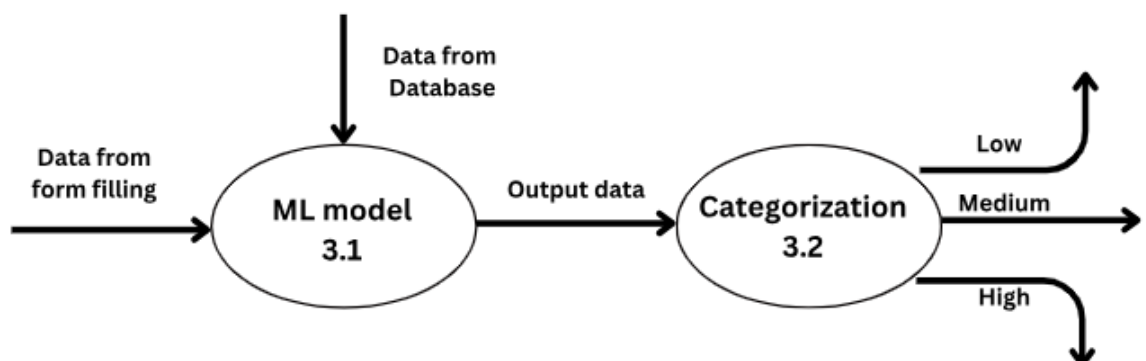 Data from
Database
Data from
form filling
ML model
3.1
Output data
Categorization
3.2
Low
Medium
High